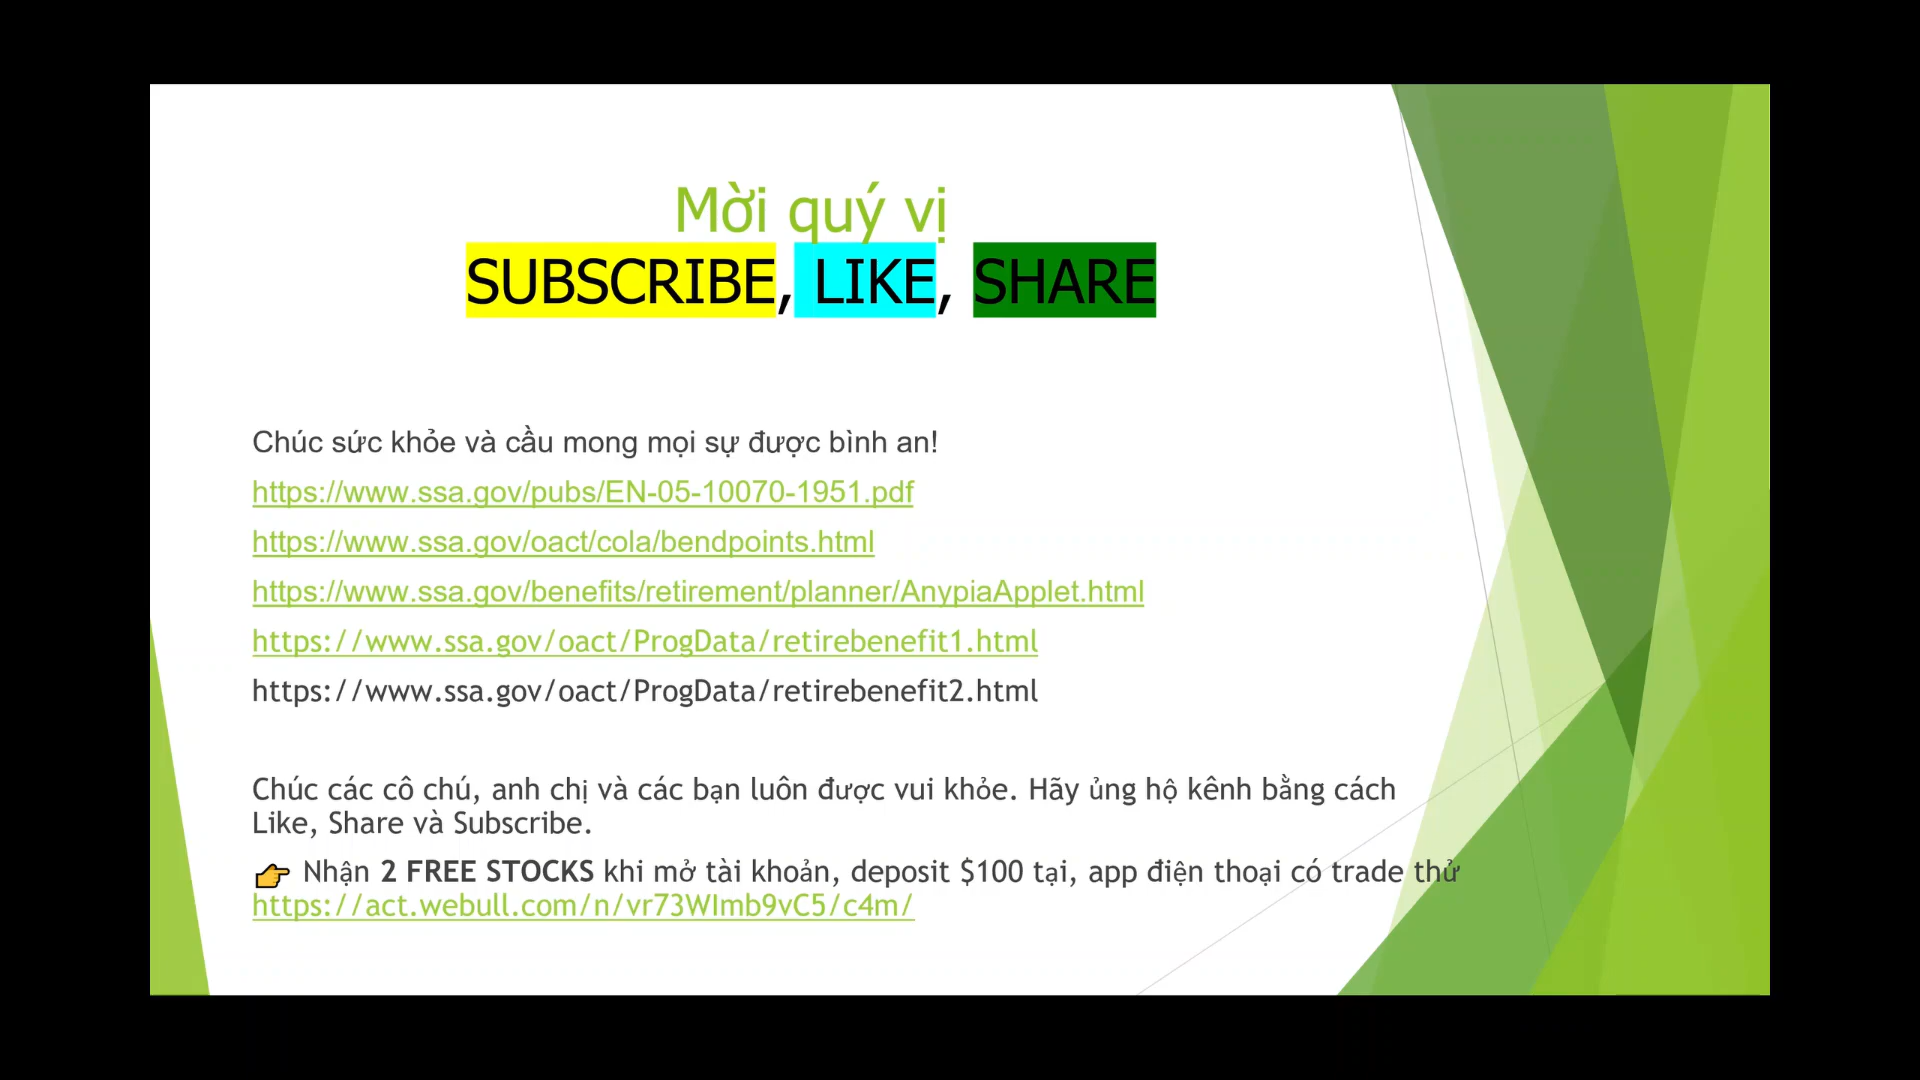 Mời quý vị
SUBSCRIBE, LIKE, SHARE
Chúc sức khỏe và cầu mong mọi sự được bình an!
https://www.ssa.gov/pubs/EN-05-10070-1951.pdf
https://www.ssa.gov/oact/cola/bendpoints.html
https://www.ssa.gov/benefits/retirement/planner/AnypiaApplet.html
https://www.ssa.gov/oact/ProgData/retirebenefit1.html
https://www.ssa.gov/oact/ProgData/retirebenefit2.html
Chúc các cô chú, anh chị và các bạn luôn được vui khỏe. Hãy ủng hộ kênh bằng cách
Like, Share và Subscribe.
👉 Nhận 2 FREE STOCKS khi mở tài khoản, deposit $100 tại, app điện thoại có trade thử
https://act.webull.com/n/vr73WImb9vC5/c4m/